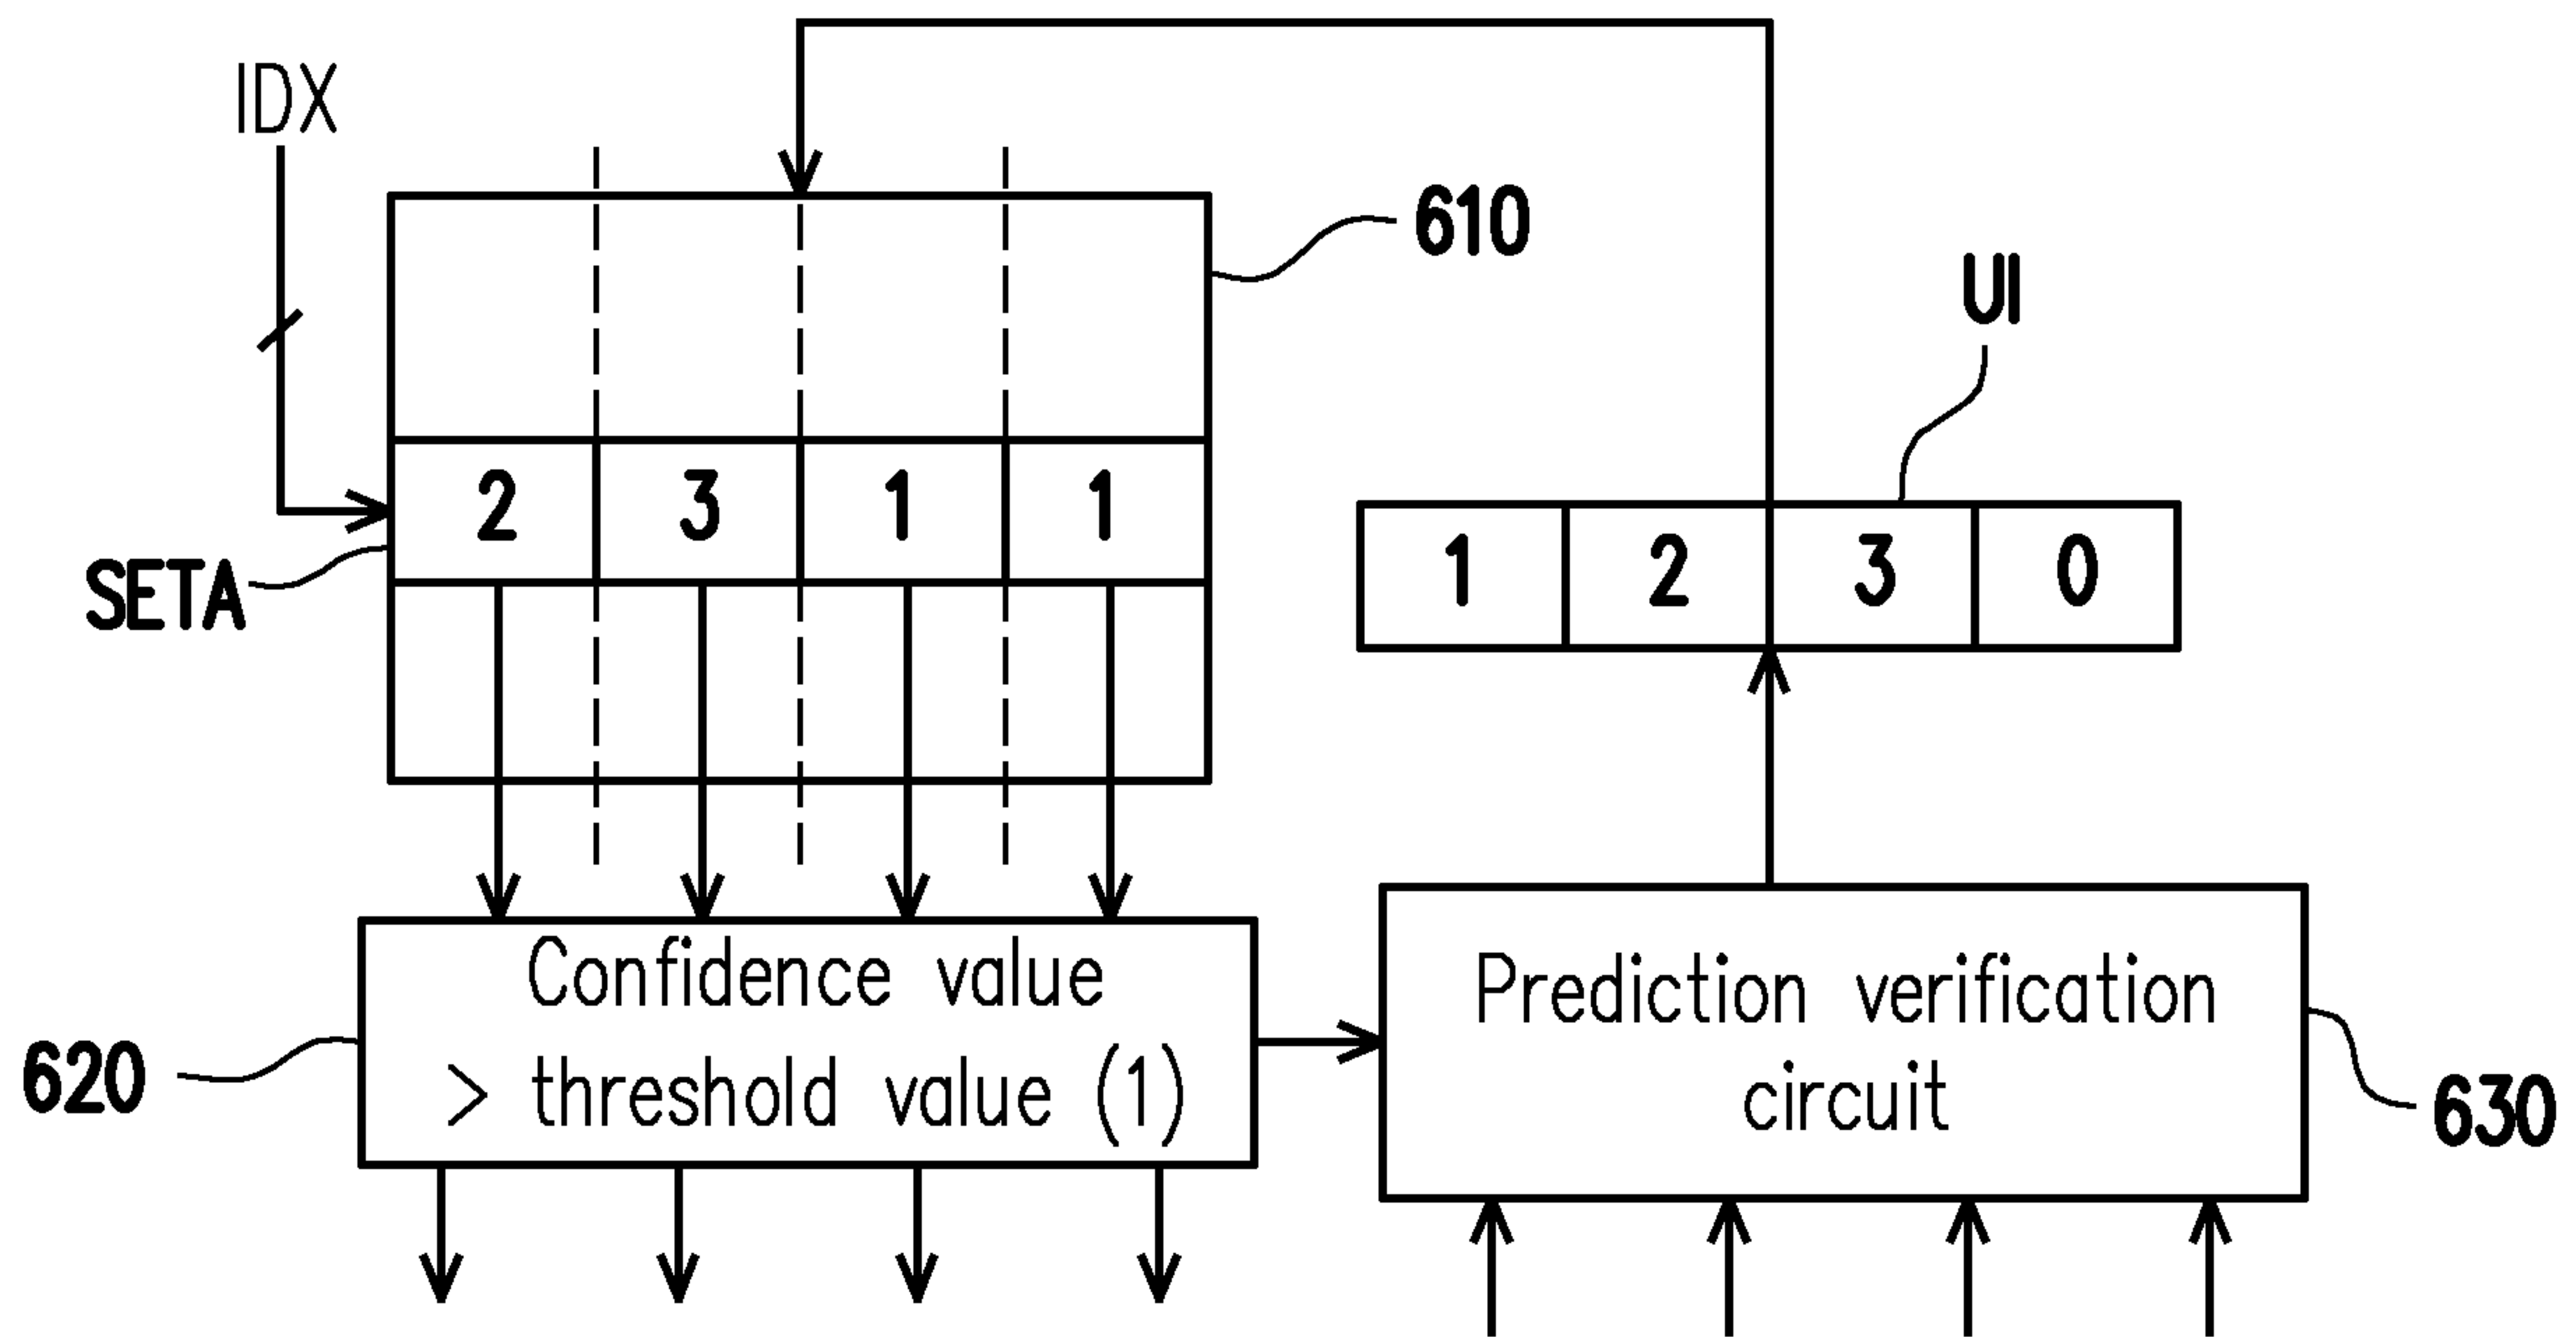 IDX
610
UI
2 3 1 1
SETA
1 2 3 0
Confidence value
> threshold value (1)
620
Prediction verification
circuit
630